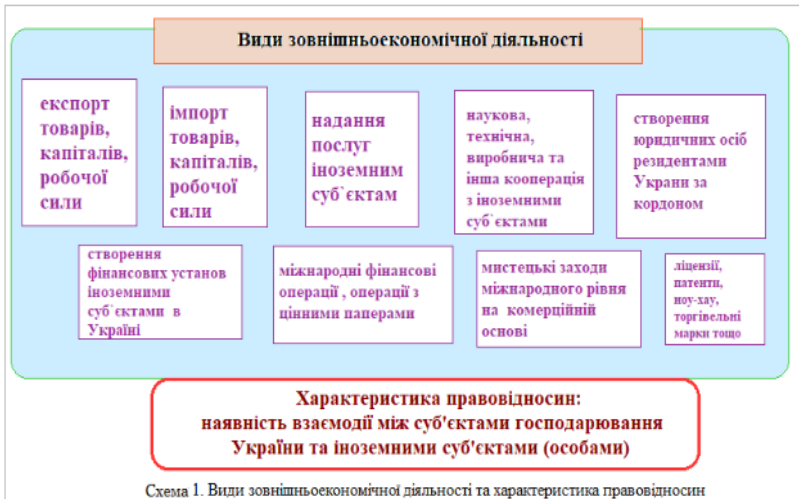 Види зовнішньоекономічної діяльності
експорт
товарів,
капіталів,
робочої
сили
імпорт
товарів,
капіталів,
робочої
сили
надання
послуг
іноземним
суб`єктам
наукова,
технічна,
виробнича та
інша кооперація
з іноземними
суб`єктами
створення
юридичних осіб
резидентами
Украни за
кордоном
створення
фінансових установ
іноземними
суб`єктами в
Україні
міжнародні фінансові
операції , операції з
цінними паперами
мистецькі заходи
міжнародного рівня
на комерційній
основі
ліцензії,
патенти,
ноу-хау,
торгівельні
марки тощо
Характеристика правовідносин:
наявність взаємодії між суб'єктами господарювання
України та іноземними суб'єктами (особами)
Схема 1. Види зовнішньоекономічної діяльності та характеристика правовідносин